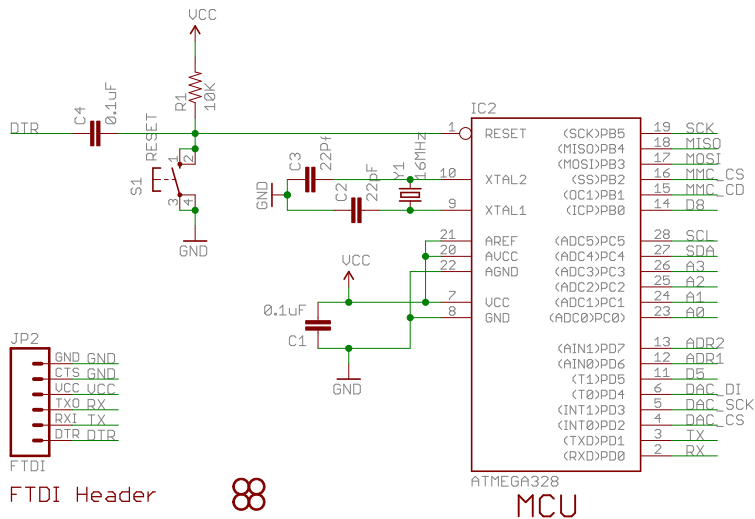 VCC
R1
10K
C4
0.1uF
DTR
RESET
S1
1
2
3
4
GND
C3
22Pf
C2
22pF
Y1
16MHz
GND
VCC
0.1uF
C1
GND
IC2
1 RESET (SCK)PB5 19 SCK
(MISO)PB4 18 MISO
(MOSI)PB3 17 MOSI
10 XTAL2 (SS)PB2 16 MMC_CS
(OC1)PB1 15 MMC_CD
9 XTAL1 (ICP)PB0 14 D8
21 AREF (ADC5)PC5 28 SCL
20 AVCC (ADC4)PC4 27 SDA
22 AGND (ADC3)PC3 26 A3
(ADC2)PC2 25 A2
7 VCC (ADC1)PC1 24 A1
8 GND (ADC0)PC0) 23 A0
(AIN1)PD7 13 ADR2
(AIN0)PD6 12 ADR1
(T1)PD5 11 D5
(T0)PD4 6 DAC_DI
(INT1)PD3 5 DAC_SCK
(INT0)PD2 4 DAC_CS
(TXD)PD1 3 TX
(RXD)PD0 2 RX
ATMEGA328
MCU
JP2
GND GND
CTS GND
VCC VCC
TXO RX
RXI TX
DTR DTR
FTDI
FTDI Header